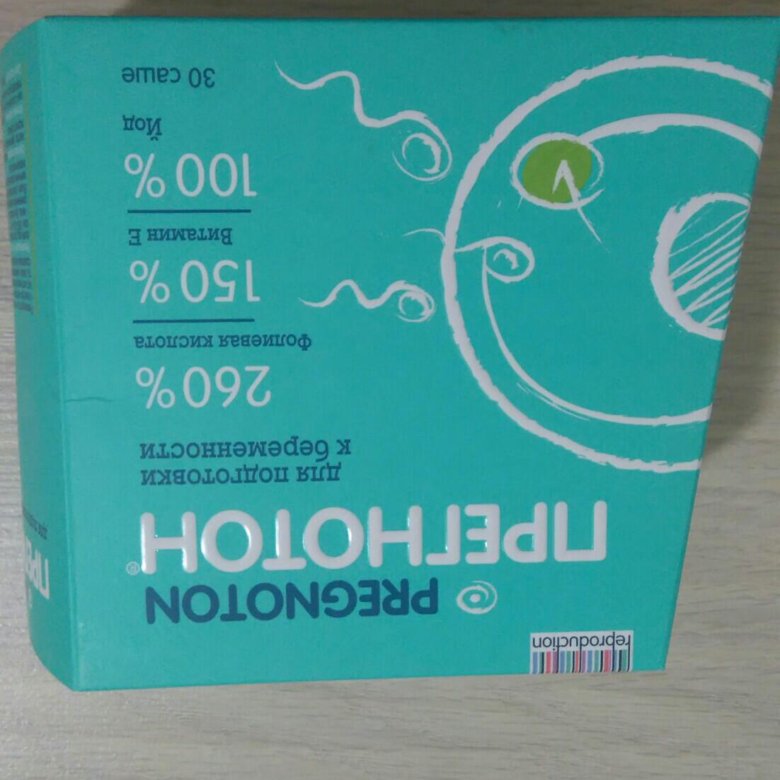 reproduction
PREGNOTON
ПРЕГНОТОН®
для подготовки
к беременности
260%
Фолиевая кислота
150%
Витамин Е
100%
Йод
30 саше